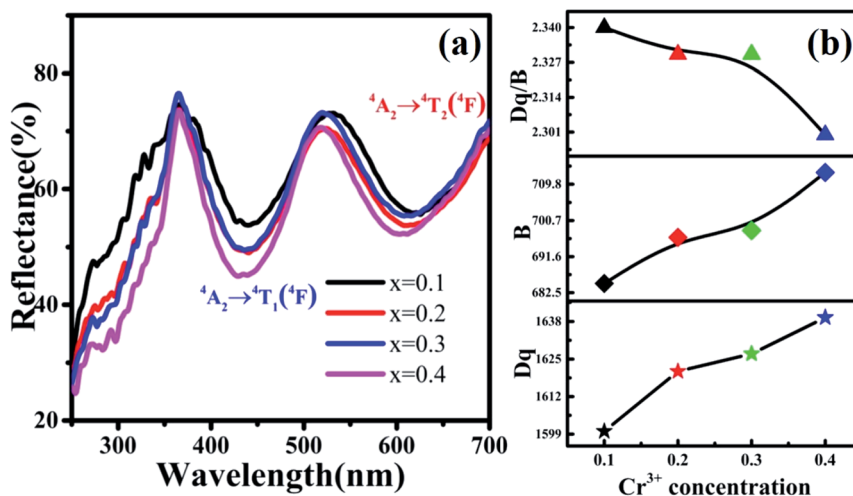 (a)
80
60
40
20
Reflectance(%)
⁴A₂→⁴T₂(⁴F)
⁴A₂→⁴T₁(⁴F)
x=0.1
x=0.2
x=0.3
x=0.4
300 400 500 600 700
Wavelength(nm)
(b)
2.340
2.327
2.314
2.301
Dq/B
709.8
700.7
691.6
682.5
B
1638
1625
1612
1599
Dq
0.1 0.2 0.3 0.4
Cr³⁺ concentration